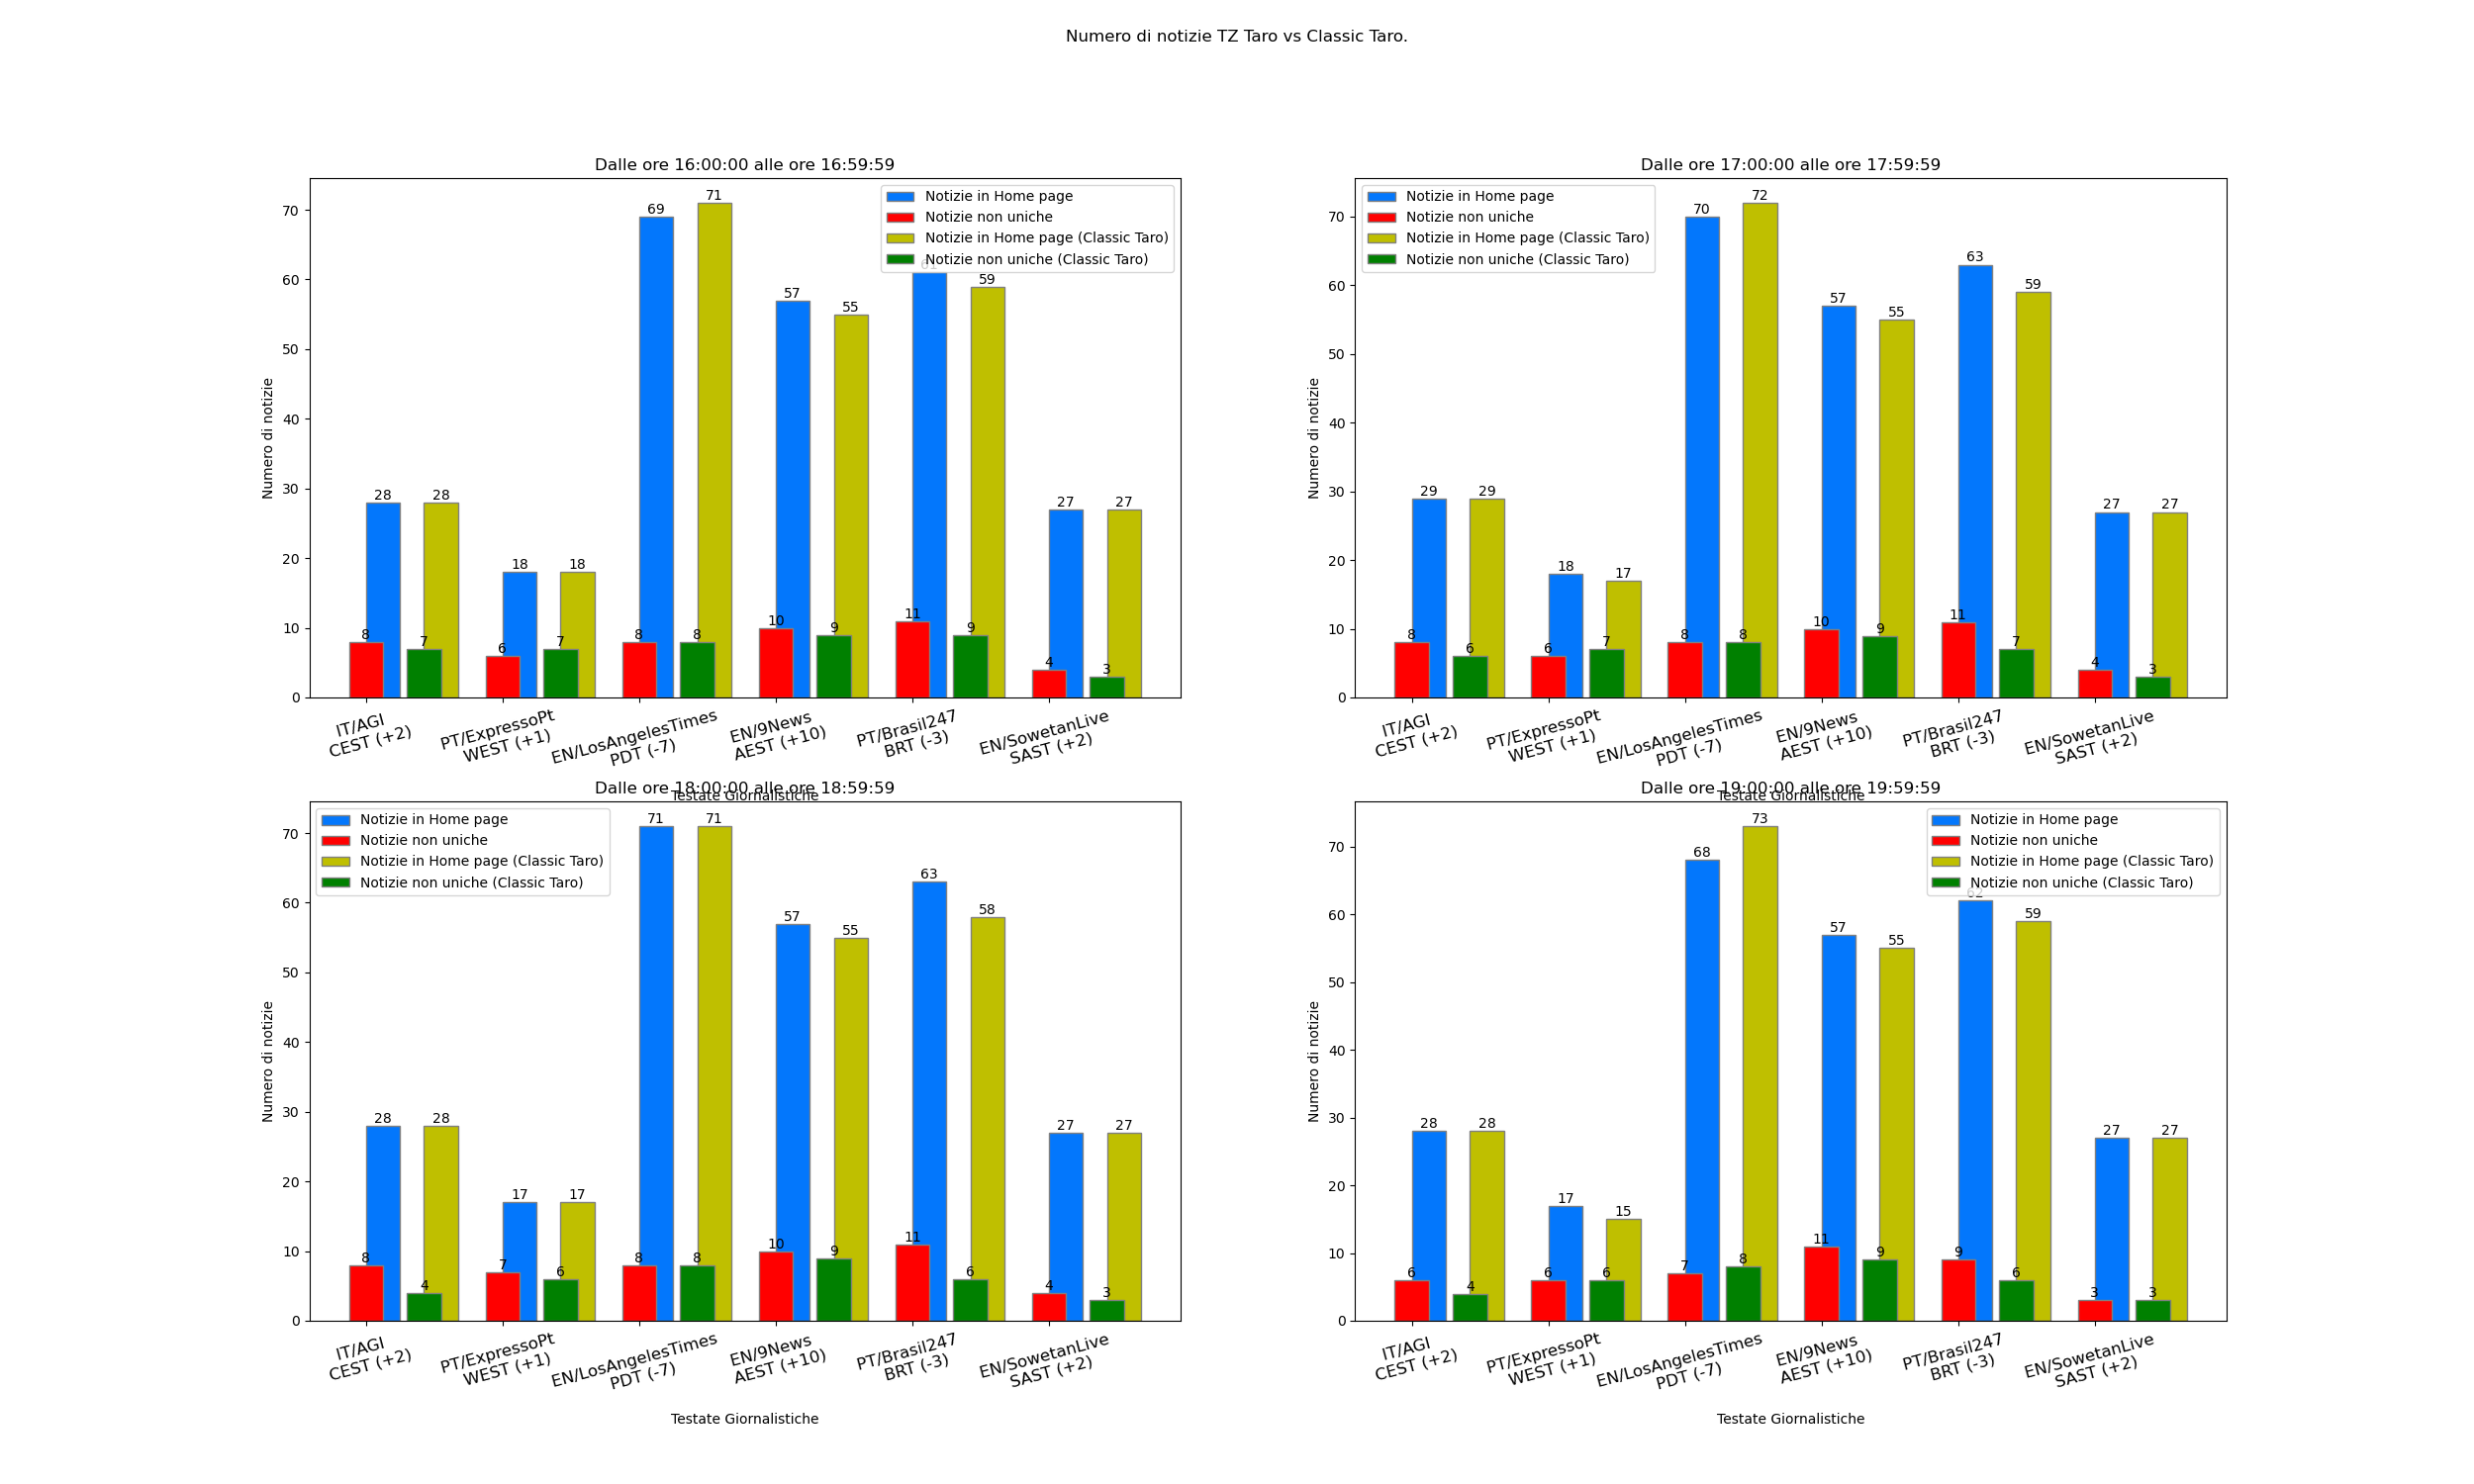 Numero di notizie TZ Taro vs Classic Taro.
Dalle ore 16:00:00 alle ore 16:59:59
Notizie in Home page
Notizie non uniche
Notizie in Home page (Classic Taro)
Notizie non uniche (Classic Taro)
Numero di notizie
70
60
50
40
30
20
10
0
8 28 7 28
6 18 7 18
8 69 8 71
10 57 9 55
11 61 9 59
4 27 3 27
IT/AGI
CEST (+2)
PT/ExpressoPt
WEST (+1)
EN/LosAngelesTimes
PDT (-7)
EN/9News
AEST (+10)
PT/Brasil247
BRT (-3)
EN/SowetanLive
SAST (+2)
Testate Giornalistiche
Dalle ore 17:00:00 alle ore 17:59:59
Notizie in Home page
Notizie non uniche
Notizie in Home page (Classic Taro)
Notizie non uniche (Classic Taro)
Numero di notizie
70
60
50
40
30
20
10
0
8 29 6 29
6 18 7 17
8 70 8 72
10 57 9 55
11 63 7 59
4 27 3 27
IT/AGI
CEST (+2)
PT/ExpressoPt
WEST (+1)
EN/LosAngelesTimes
PDT (-7)
EN/9News
AEST (+10)
PT/Brasil247
BRT (-3)
EN/SowetanLive
SAST (+2)
Testate Giornalistiche
Dalle ore 18:00:00 alle ore 18:59:59
Notizie in Home page
Notizie non uniche
Notizie in Home page (Classic Taro)
Notizie non uniche (Classic Taro)
Numero di notizie
70
60
50
40
30
20
10
0
8 28 4 28
7 17 6 17
8 71 8 71
10 57 9 55
11 63 6 58
4 27 3 27
IT/AGI
CEST (+2)
PT/ExpressoPt
WEST (+1)
EN/LosAngelesTimes
PDT (-7)
EN/9News
AEST (+10)
PT/Brasil247
BRT (-3)
EN/SowetanLive
SAST (+2)
Testate Giornalistiche
Dalle ore 19:00:00 alle ore 19:59:59
Notizie in Home page
Notizie non uniche
Notizie in Home page (Classic Taro)
Notizie non uniche (Classic Taro)
Numero di notizie
70
60
50
40
30
20
10
0
6 28 4 28
6 17 6 15
7 68 8 73
11 57 9 55
9 62 6 59
3 27 3 27
IT/AGI
CEST (+2)
PT/ExpressoPt
WEST (+1)
EN/LosAngelesTimes
PDT (-7)
EN/9News
AEST (+10)
PT/Brasil247
BRT (-3)
EN/SowetanLive
SAST (+2)
Testate Giornalistiche